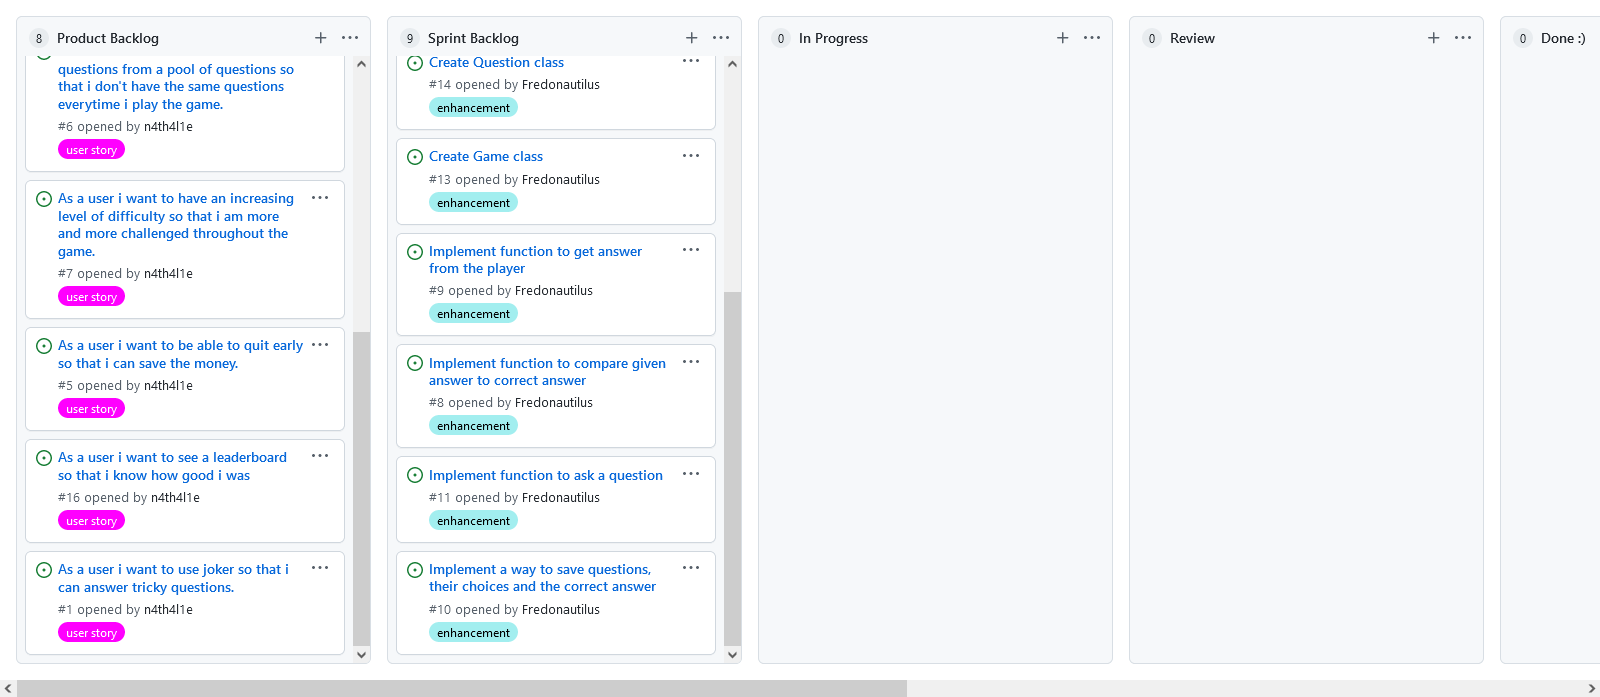 8 Product Backlog
questions from a pool of questions so
that i don't have the same questions
everytime i play the game.
#6 opened by n4th4l1e
user story
As a user i want to have an increasing
level of difficulty so that i am more
and more challenged throughout the
game.
#7 opened by n4th4l1e
user story
As a user i want to be able to quit early
so that i can save the money.
#5 opened by n4th4l1e
user story
As a user i want to see a leaderboard
so that i know how good i was
#16 opened by n4th4l1e
user story
As a user i want to use joker so that i
can answer tricky questions.
#1 opened by n4th4l1e
user story
9 Sprint Backlog
Create Question class
#14 opened by Fredonautilus
enhancement
Create Game class
#13 opened by Fredonautilus
enhancement
Implement function to get answer
from the player
#9 opened by Fredonautilus
enhancement
Implement function to compare given
answer to correct answer
#8 opened by Fredonautilus
enhancement
Implement function to ask a question
#11 opened by Fredonautilus
enhancement
Implement a way to save questions,
their choices and the correct answer
#10 opened by Fredonautilus
enhancement
0 In Progress
0 Review
0 Done :)